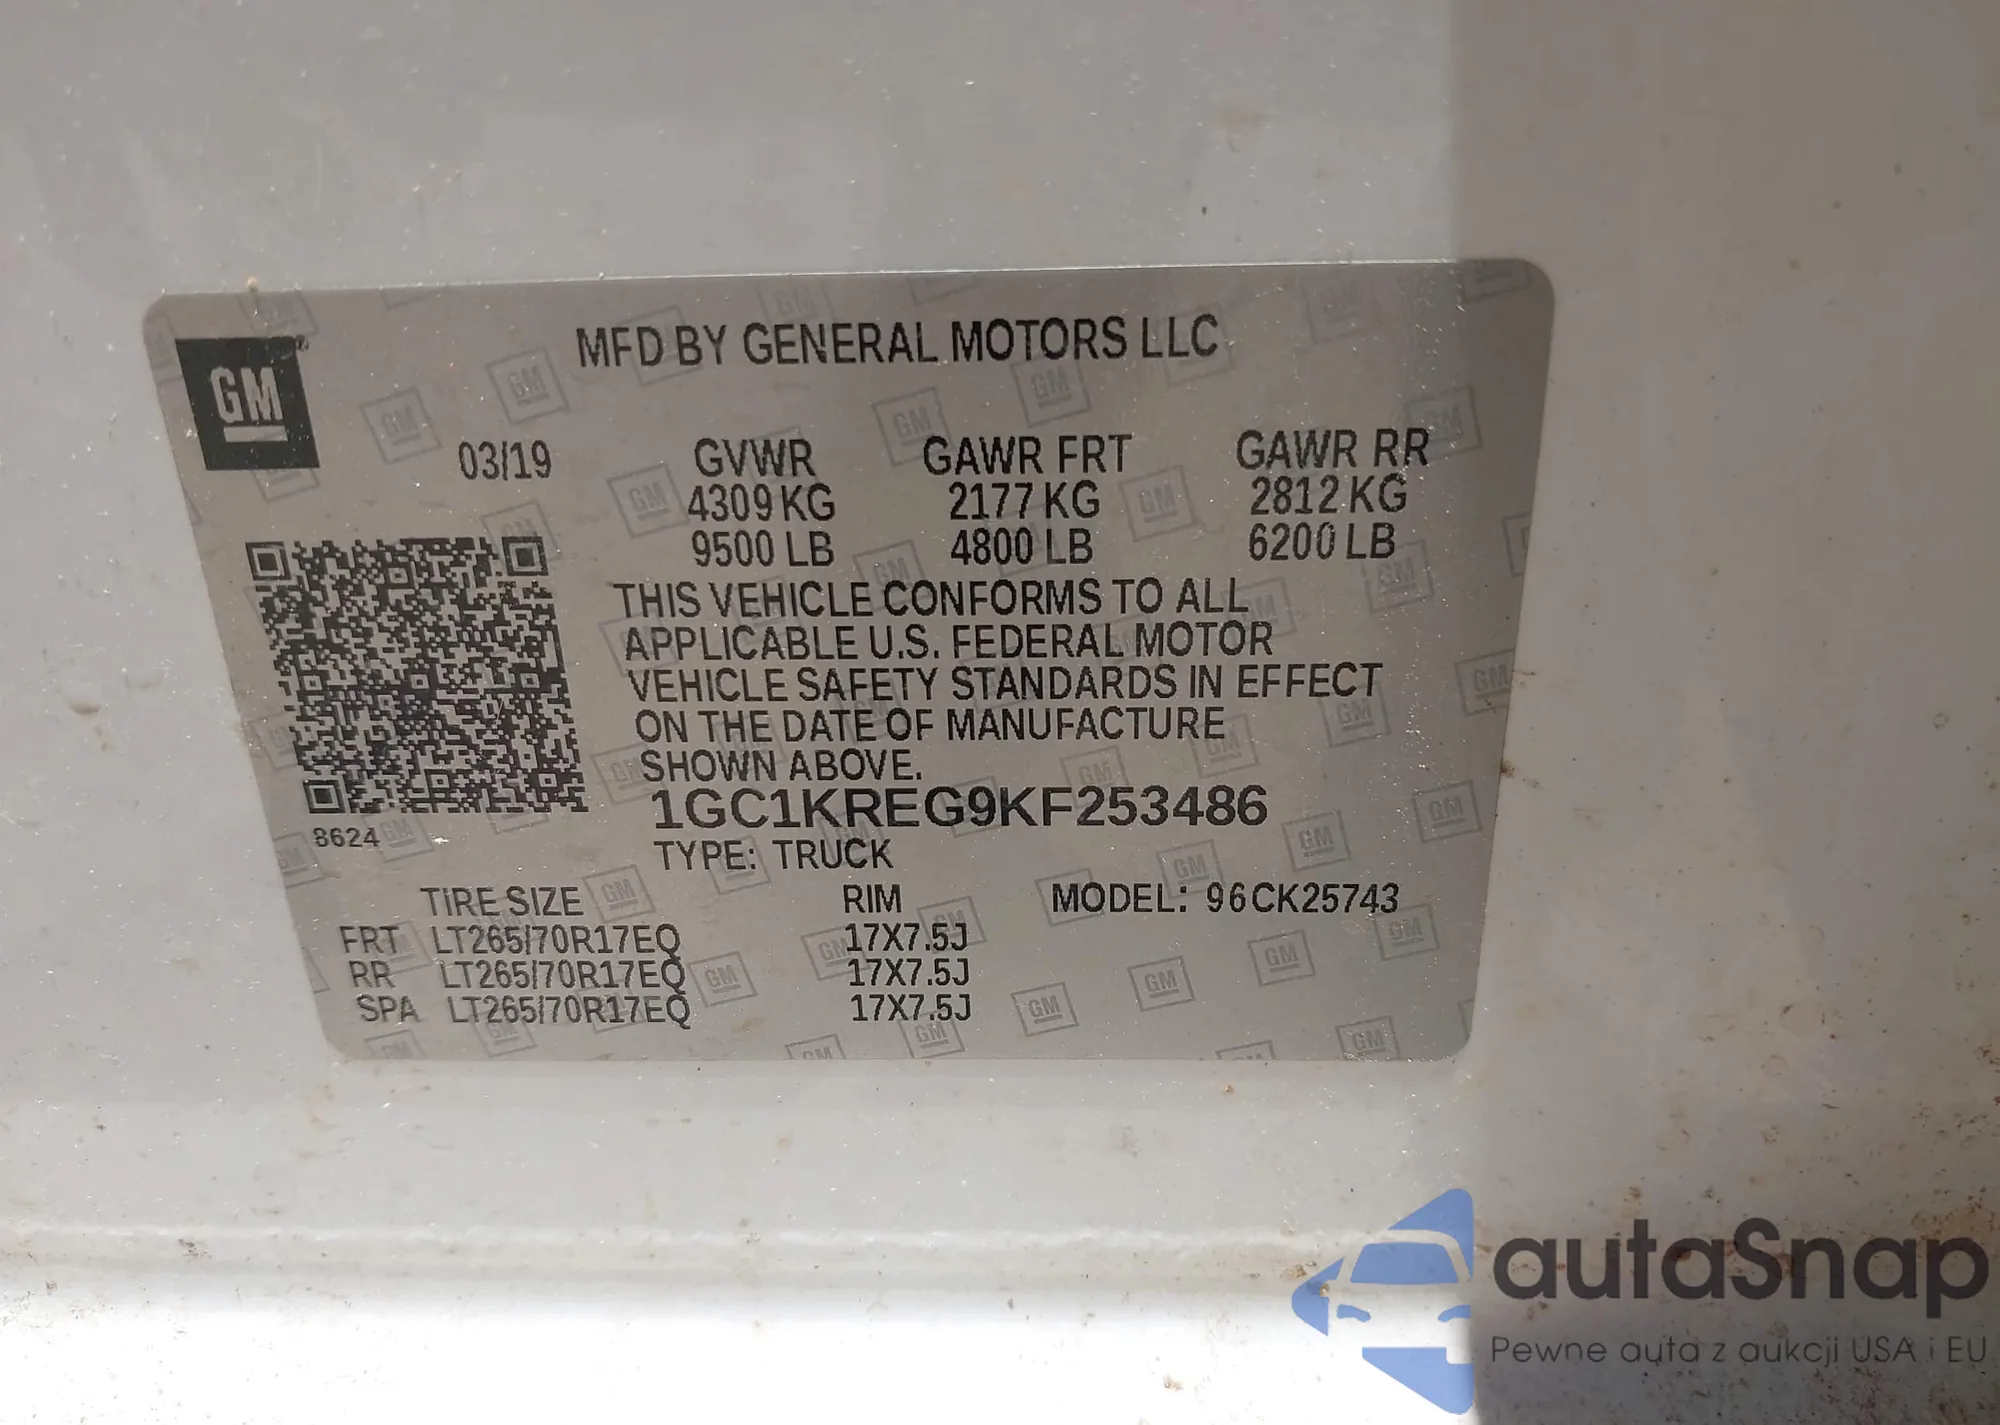 MFD BY GENERAL MOTORS LLC
GM
03/19 GVWR GAWR FRT GAWR RR
4309 KG 2177 KG 2812 KG
9500 LB 4800 LB 6200 LB
THIS VEHICLE CONFORMS TO ALL
APPLICABLE U.S. FEDERAL MOTOR
VEHICLE SAFETY STANDARDS IN EFFECT
ON THE DATE OF MANUFACTURE
SHOWN ABOVE.
1GC1KREG9KF253486
8624
TYPE: TRUCK
TIRE SIZE RIM MODEL: 96CK25743
FRT LT265/70R17EQ 17X7.5J
RR LT265/70R17EQ 17X7.5J
SPA LT265/70R17EQ 17X7.5J
autaSnap
Pewne auta z aukcji USA i EU